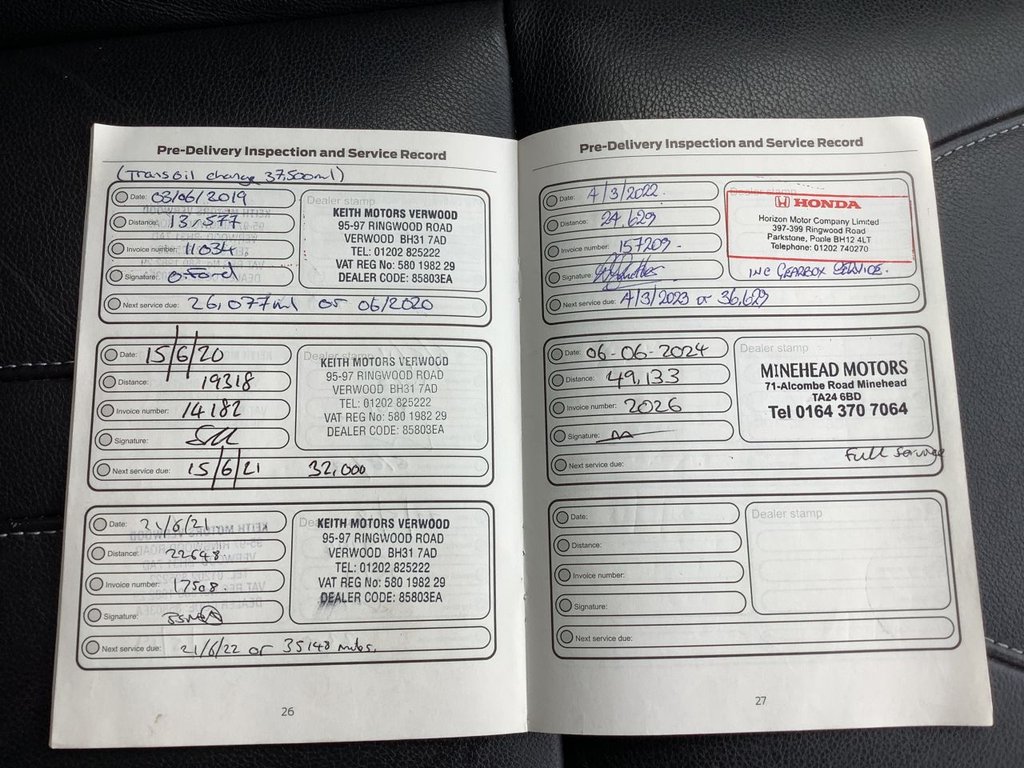 Pre-Delivery Inspection and Service Record
(Trans oil change 37,500ml)
Date: 03/06/2019
Distance: 13,577
Invoice number: 11034
Signature: O.Ford
Next service due: 26,077ml or 06/2020
Dealer stamp
KEITH MOTORS VERWOOD
95-97 RINGWOOD ROAD
VERWOOD BH31 7AD
TEL: 01202 825222
VAT REG No: 580 1982 29
DEALER CODE: 85803EA
Date: 15/6/20
Distance: 19318
Invoice number: 14182
Signature:
Next service due: 15/6/21 32,000
Dealer stamp
KEITH MOTORS VERWOOD
95-97 RINGWOOD ROAD
VERWOOD BH31 7AD
TEL: 01202 825222
VAT REG No: 580 1982 29
DEALER CODE: 85803EA
Date: 21/6/21
Distance: 22648
Invoice number: 17508.
Signature:
Next service due: 21/6/22 or 35148 miles.
Dealer stamp
KEITH MOTORS VERWOOD
95-97 RINGWOOD ROAD
VERWOOD BH31 7AD
TEL: 01202 825222
VAT REG No: 580 1982 29
DEALER CODE: 85803EA
26
Pre-Delivery Inspection and Service Record
Date: 4/3/2022.
Distance: 24,629
Invoice number: 157209.
Signature:
Next service due: 4/3/2023 or 36,629
Dealer stamp
HONDA
Horizon Motor Company Limited
397-399 Ringwood Road
Parkstone, Poole BH12 4LT
Telephone: 01202 740270
INC GEARBOX SERVICE.
Date: 06-06-2024
Distance: 49,133
Invoice number: 2026
Signature:
Next service due:
Dealer stamp
MINEHEAD MOTORS
71-Alcombe Road Minehead
TA24 6BD
Tel 0164 370 7064
Full Service
Date:
Distance:
Invoice number:
Signature:
Next service due:
Dealer stamp
27